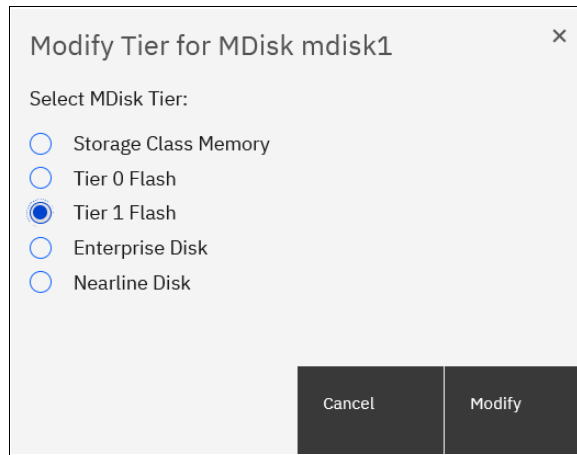 Modify Tier for MDisk mdisk1
Select MDisk Tier:
Storage Class Memory
Tier 0 Flash
Tier 1 Flash
Enterprise Disk
Nearline Disk
Cancel Modify